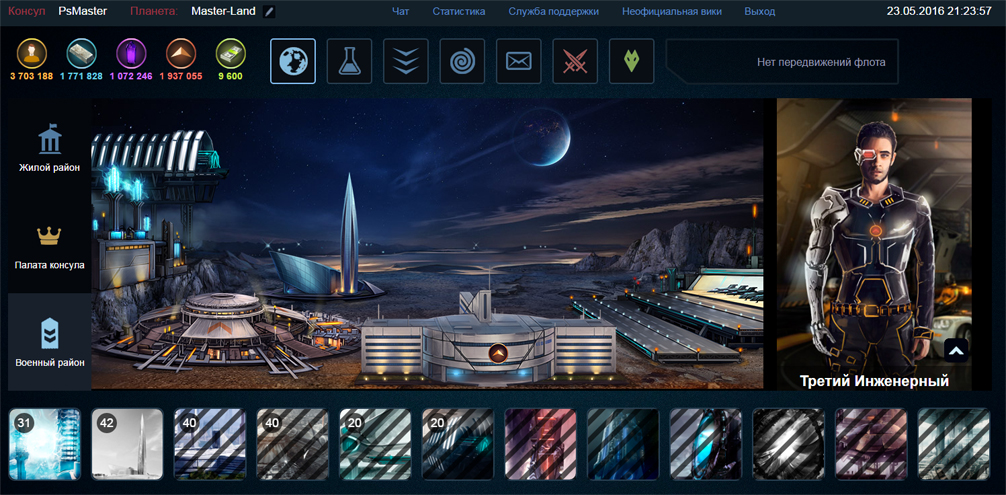 Консул PsMaster Планета: Master-Land Чат Статистика Служба поддержки Неофициальная вики Выход 23.05.2016 21:23:57
3 703 188 1 771 828 1 072 246 1 937 055 9 600
Нет передвижений флота
Жилой район
Палата консула
Военный район
Третий Инженерный
31 42 40 40 20 20